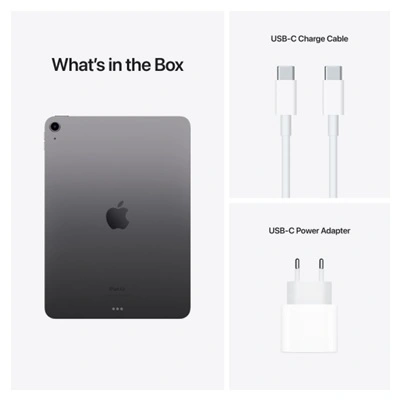 What's in the Box
USB-C Charge Cable
USB-C Power Adapter